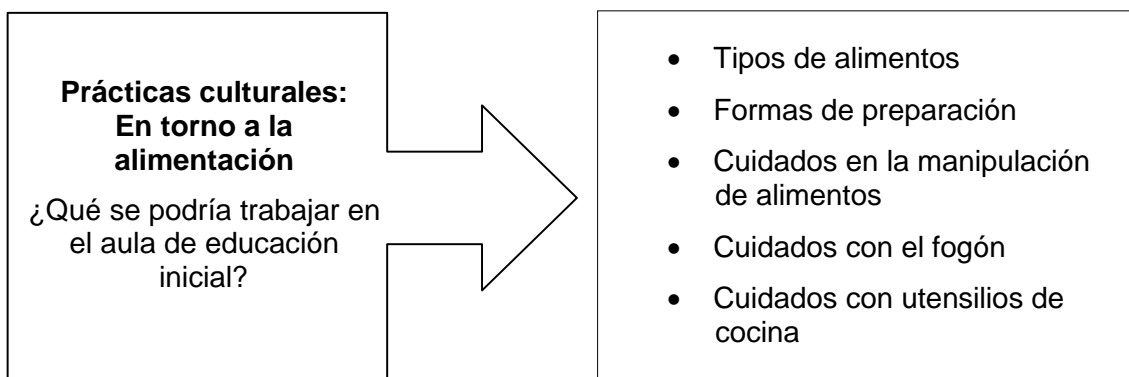 Prácticas culturales:
En torno a la
alimentación
¿Qué se podría trabajar en
el aula de educación
inicial?
• Tipos de alimentos
• Formas de preparación
• Cuidados en la manipulación
de alimentos
• Cuidados con el fogón
• Cuidados con utensilios de
cocina